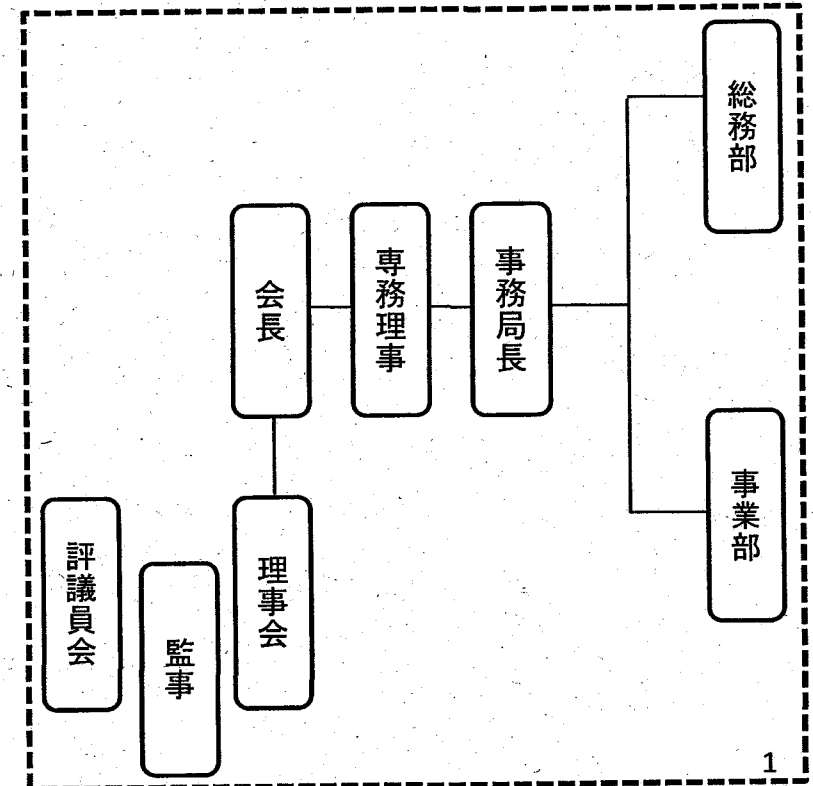 総務部
会長
専務理事
事務局長
事業部
評議員会
監事
理事会
1